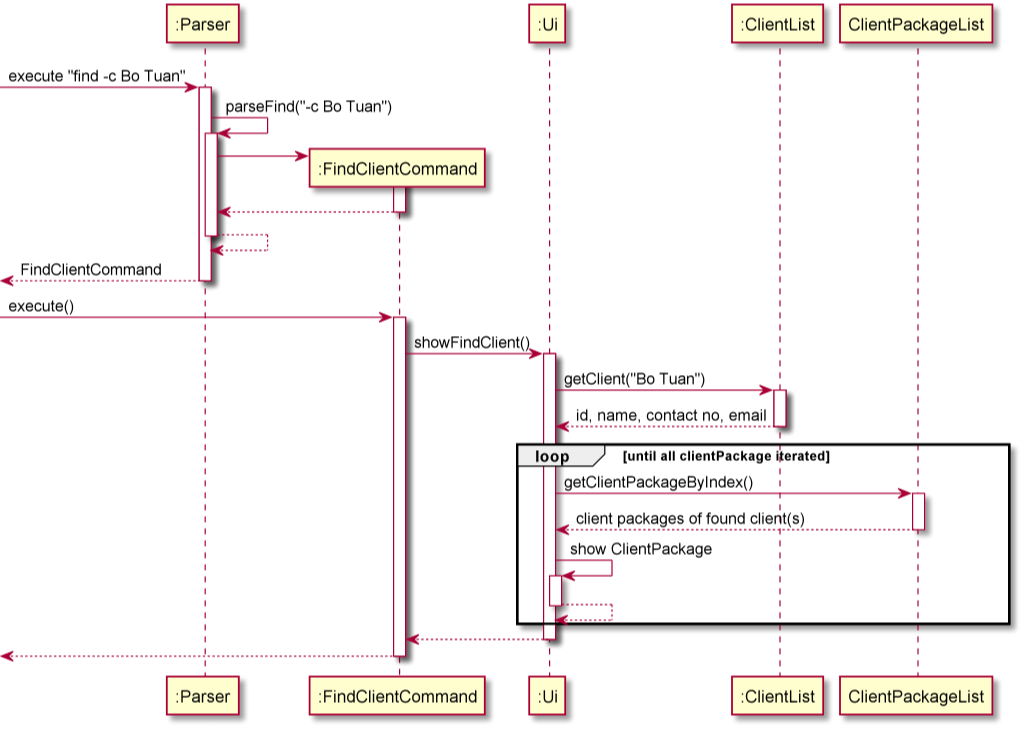 :Parser
:Ui
:ClientList
ClientPackageList
execute "find -c Bo Tuan"
parseFind("-c Bo Tuan")
:FindClientCommand
FindClientCommand
execute()
showFindClient()
getClient("Bo Tuan")
id, name, contact no, email
loop
[until all clientPackage iterated]
getClientPackageByIndex()
client packages of found client(s)
show ClientPackage
:Parser
:FindClientCommand
:Ui
:ClientList
ClientPackageList